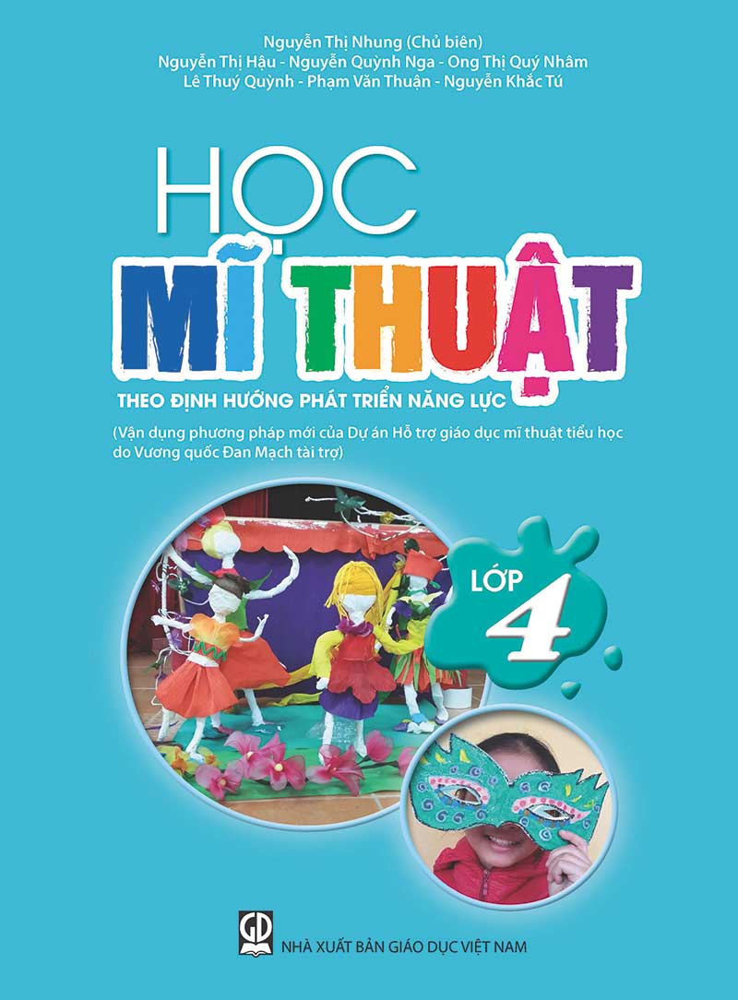 Nguyễn Thị Nhung (Chủ biên)
Nguyễn Thị Hậu - Nguyễn Quỳnh Nga - Ong Thị Quý Nhâm
Lê Thuý Quỳnh - Phạm Văn Thuận - Nguyễn Khắc Tú
HỌC
MĨ THUẬT
THEO ĐỊNH HƯỚNG PHÁT TRIỂN NĂNG LỰC
(Vận dụng phương pháp mới của Dự án Hỗ trợ giáo dục mĩ thuật tiểu học
do Vương quốc Đan Mạch tài trợ)
LỚP
4
GD
NHÀ XUẤT BẢN GIÁO DỤC VIỆT NAM